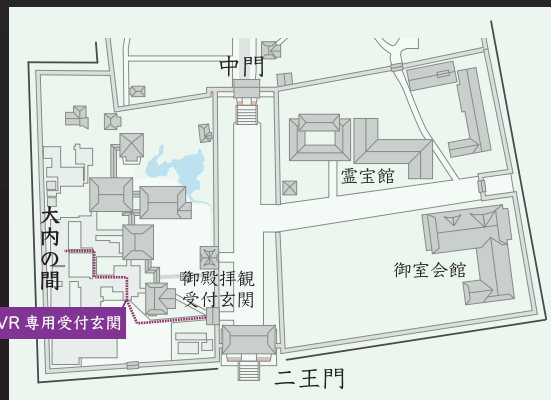 中門
霊宝館
大内の間
御殿拝観
受付玄関
御室会館
VR 専用受付玄関
二王門